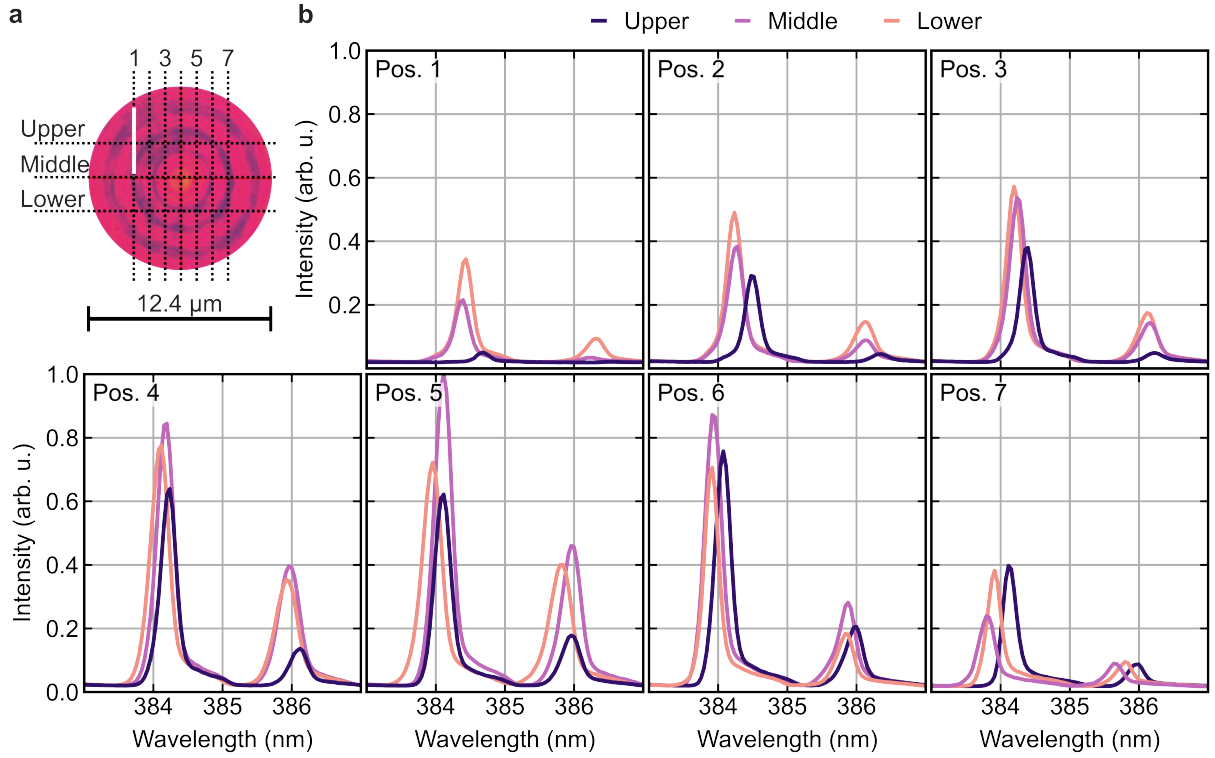 a
1 3 5 7
Upper
Middle
Lower
12.4 µm
b
Upper Middle Lower
Intensity (arb. u.)
1.0
0.8
0.6
0.4
0.2
Pos. 1
Pos. 2
Pos. 3
Intensity (arb. u.)
1.0
0.8
0.6
0.4
0.2
0.0
Pos. 4
Pos. 5
Pos. 6
Pos. 7
384 385 386
384 385 386
384 385 386
384 385 386
Wavelength (nm)
Wavelength (nm)
Wavelength (nm)
Wavelength (nm)